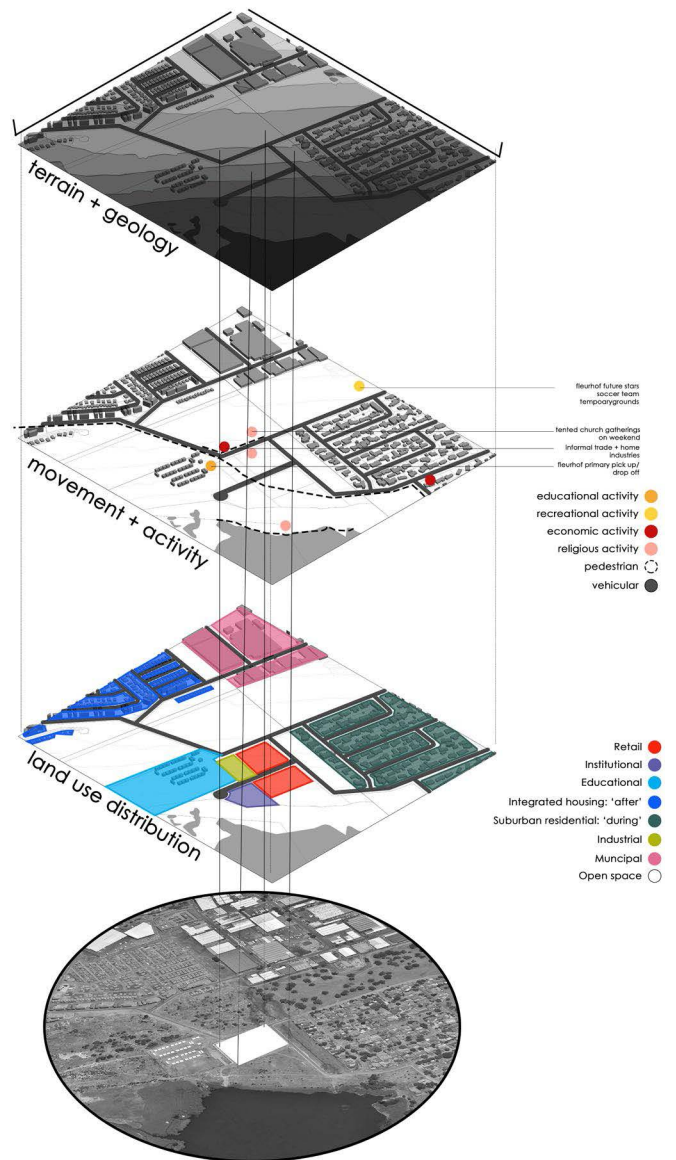 terrain + geology
fleurhof future stars
soccer team
tempoarygrounds
tented church gatherings
on weekend
informal trade + home
industries
fleurhof primary pick up/
drop off
movement + activity
educational activity
recreational activity
economic activity
religious activity
pedestrian
vehicular
land use distribution
Retail
Institutional
Educational
Integrated housing: 'after'
Suburban residential: 'during'
Industrial
Muncipal
Open space